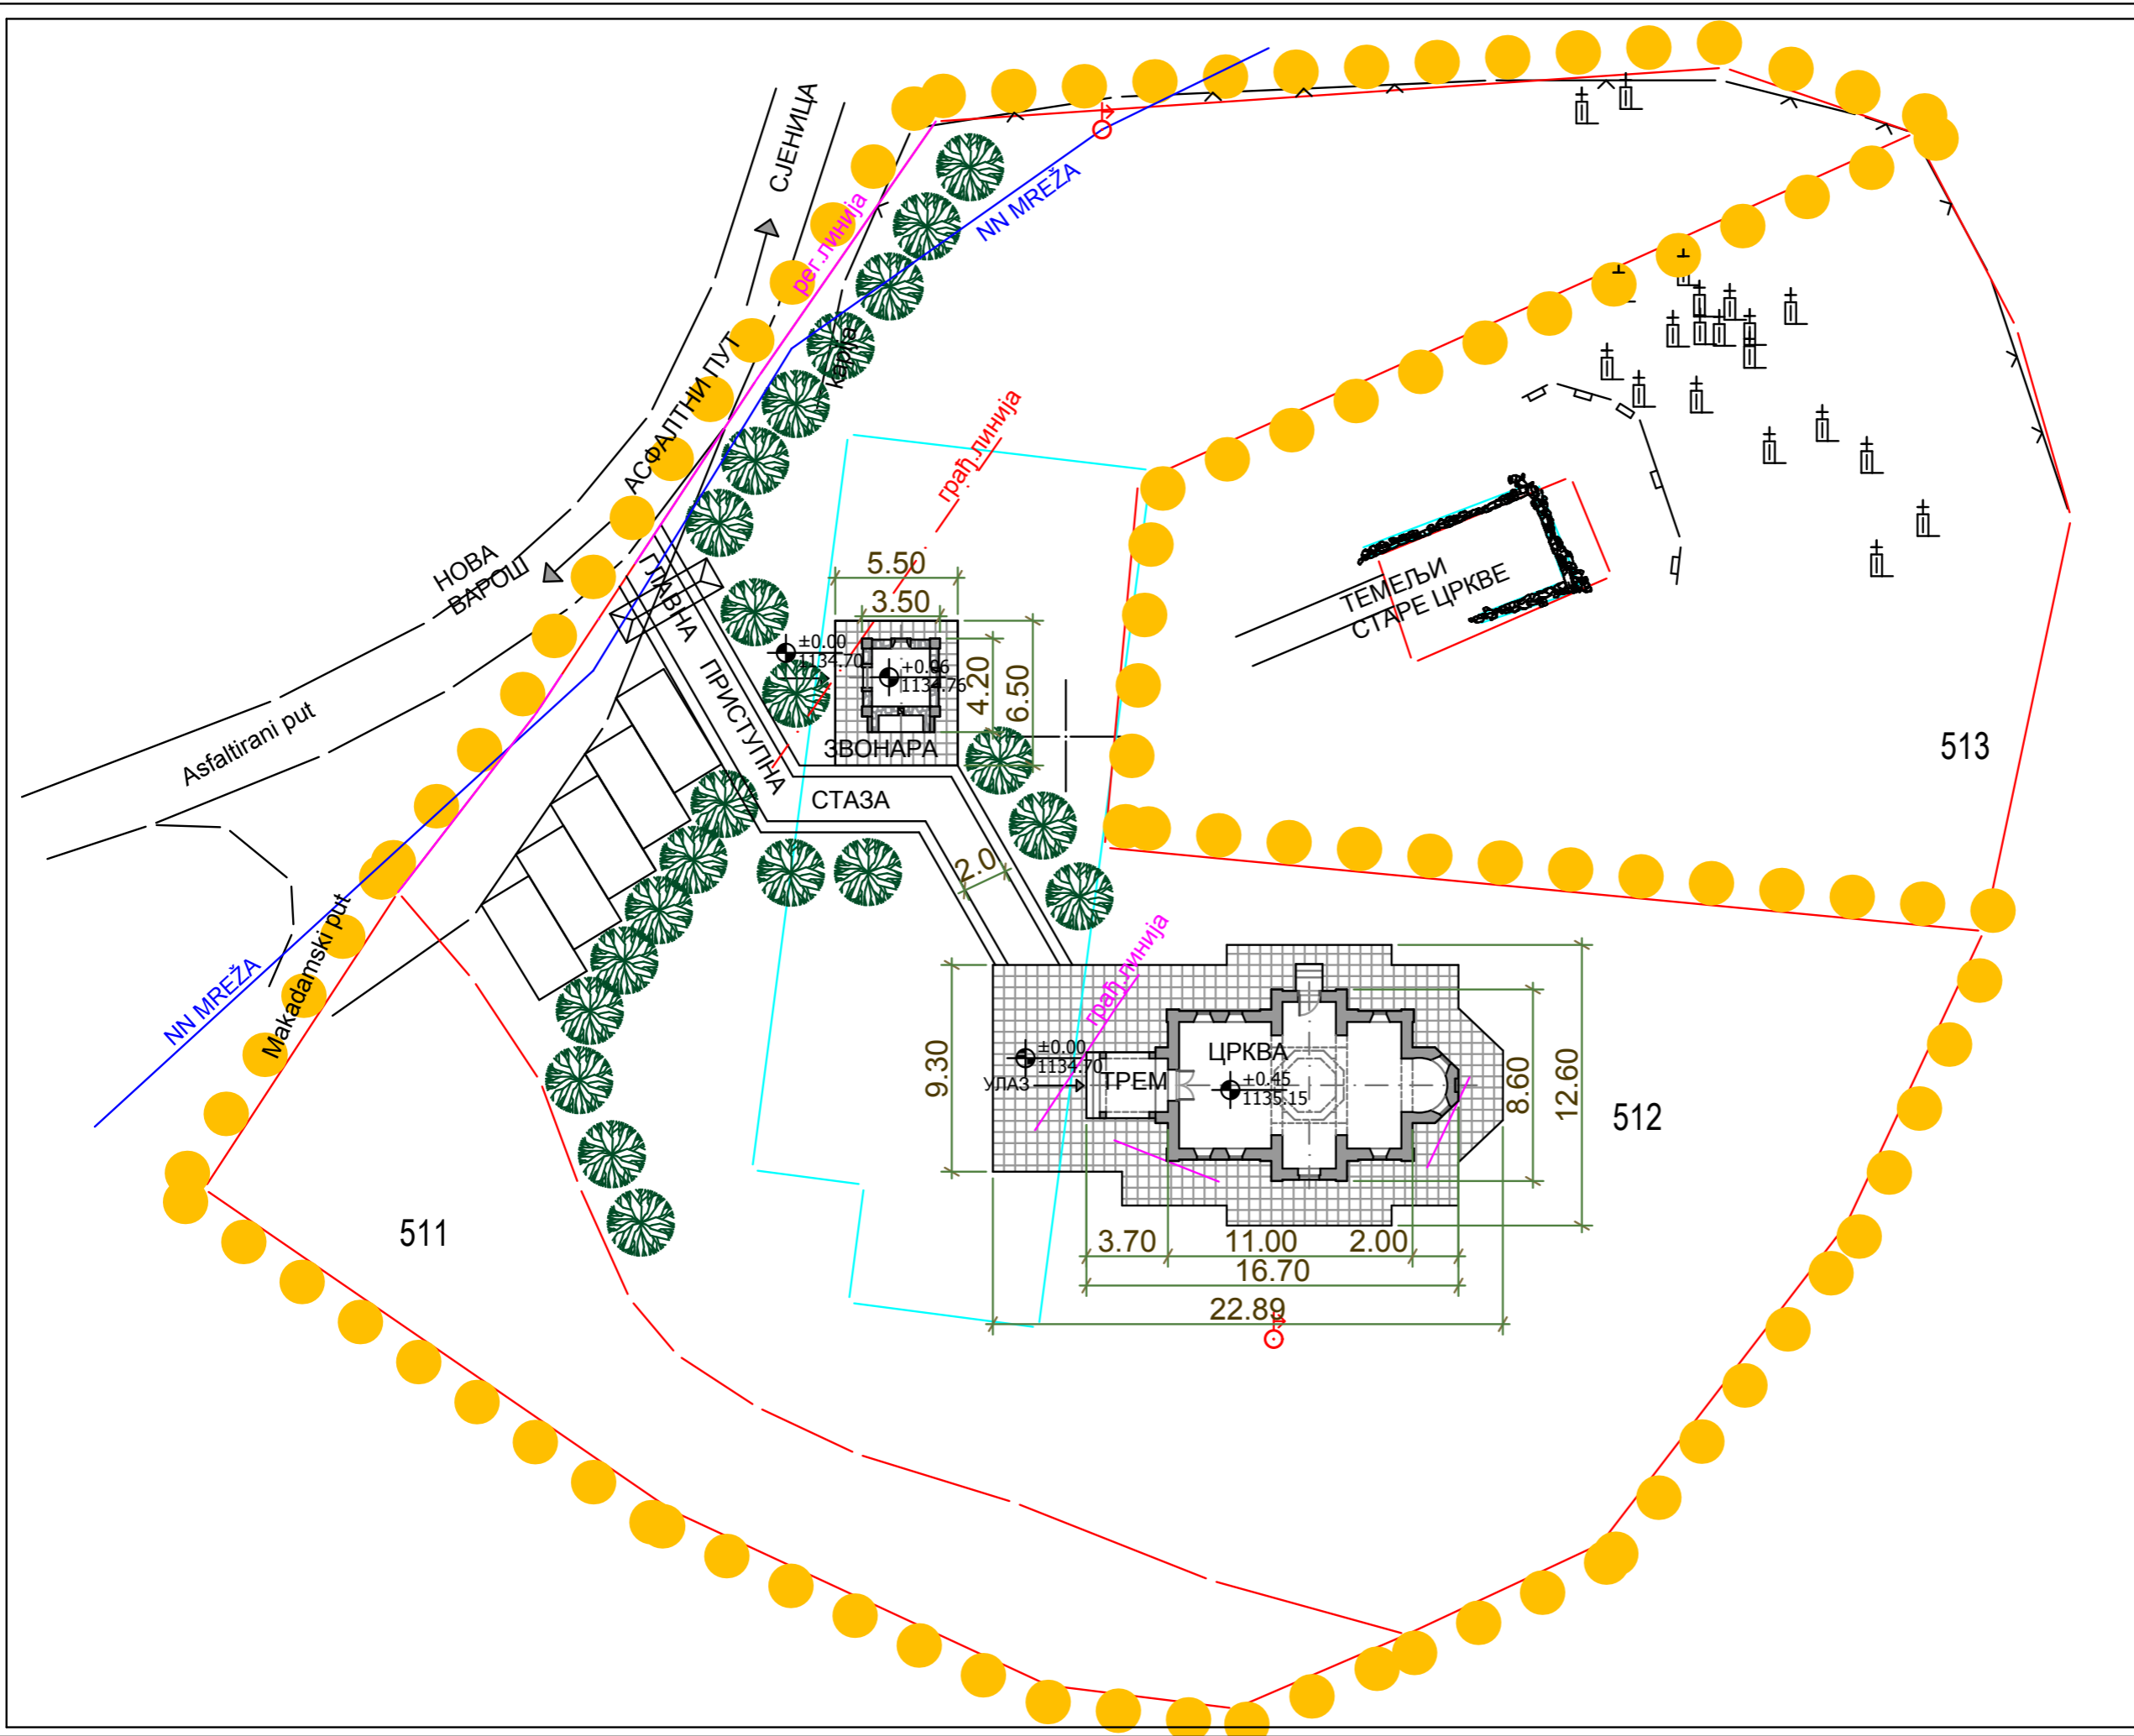 СЈЕНИЦА
рег.линија
NN MREŽA
карја
АСФАЛТНИ ПУТ
грађ.линија
НОВА
ВАРОШ
5.50
3.50
ГЛАВНА ПРИСТУПНА
СТАЗА
±0.00
1134.70
+0.06
1134.76
4.20
6.50
ЗВОНАРА
ТЕМЕЉИ
СТАРЕ ЦРКВЕ
513
Asfaltirani put
2.0
Makadamski put
NN MREŽA
грађ.линија
9.30
±0.00
1134.70
УЛАЗ
ТРЕМ
ЦРКВА
+0.45
1135.15
8.60
12.60
512
511
3.70
11.00
2.00
16.70
22.89